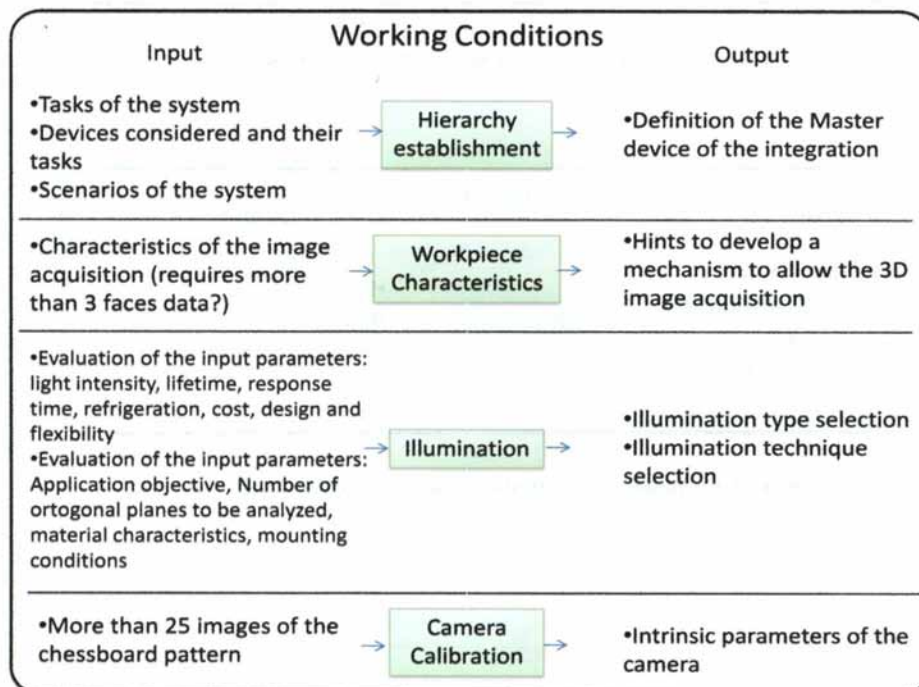 Working Conditions
Input
Output
•Tasks of the system
•Devices considered and their
tasks
•Scenarios of the system
Hierarchy
establishment
•Definition of the Master
device of the integration
•Characteristics of the image
acquisition (requires more
than 3 faces data?)
Workpiece
Characteristics
•Hints to develop a
mechanism to allow the 3D
image acquisition
•Evaluation of the input parameters:
light intensity, lifetime, response
time, refrigeration, cost, design and
flexibility
•Evaluation of the input parameters:
Application objective, Number of
ortogonal planes to be analyzed,
material characteristics, mounting
conditions
Illumination
•Illumination type selection
•Illumination technique
selection
•More than 25 images of the
chessboard pattern
Camera
Calibration
•Intrinsic parameters of the
camera